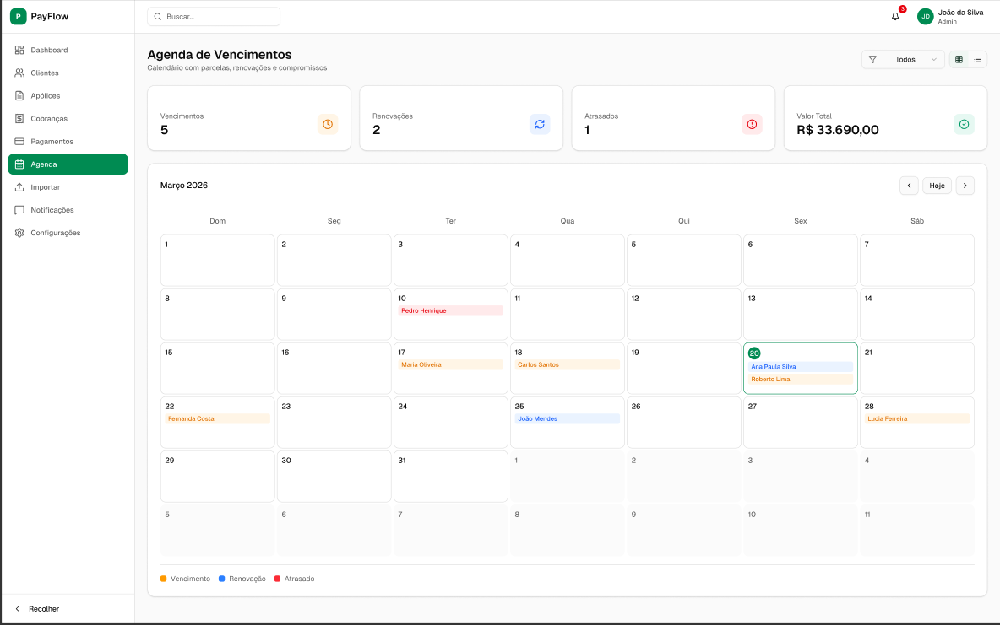 P PayFlow
Buscar...
3
JD João da Silva
Admin
Dashboard
Clientes
Apólices
Cobranças
Pagamentos
Agenda
Importar
Notificações
Configurações
Recolher
Agenda de Vencimentos
Calendário com parcelas, renovações e compromissos
Todos
Vencimentos
5
Renovações
2
Atrasados
1
Valor Total
R$ 33.690,00
Março 2026
Hoje
Dom Seg Ter Qua Qui Sex Sáb
1 2 3 4 5 6 7
8 9 10 11 12 13 14
Pedro Henrique
15 16 17 18 19 20 21
Maria Oliveira Carlos Santos Ana Paula Silva
Roberto Lima
22 23 24 25 26 27 28
Fernanda Costa João Mendes Lucia Ferreira
29 30 31 1 2 3 4
5 6 7 8 9 10 11
Vencimento Renovação Atrasado